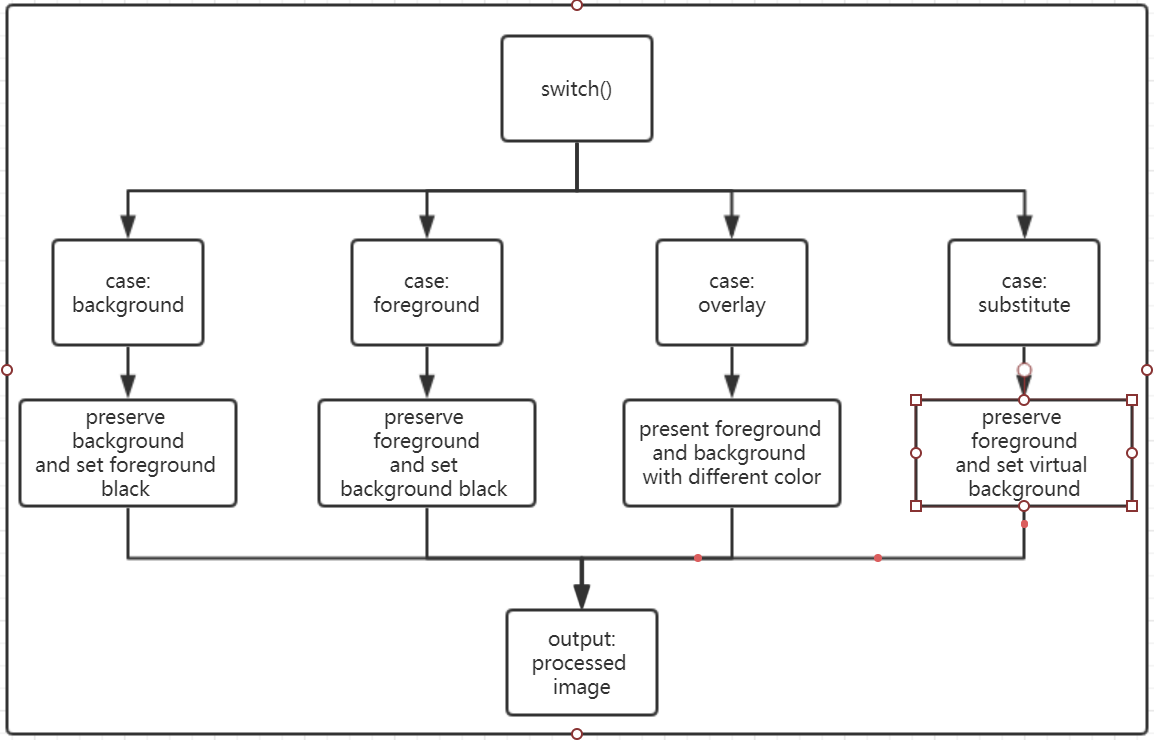 switch()
case:
background
case:
foreground
case:
overlay
case:
substitute
preserve
background
and set foreground
black
preserve
foreground
and set
background black
present foreground
and background
with different color
preserve
foreground
and set virtual
background
output:
processed
image